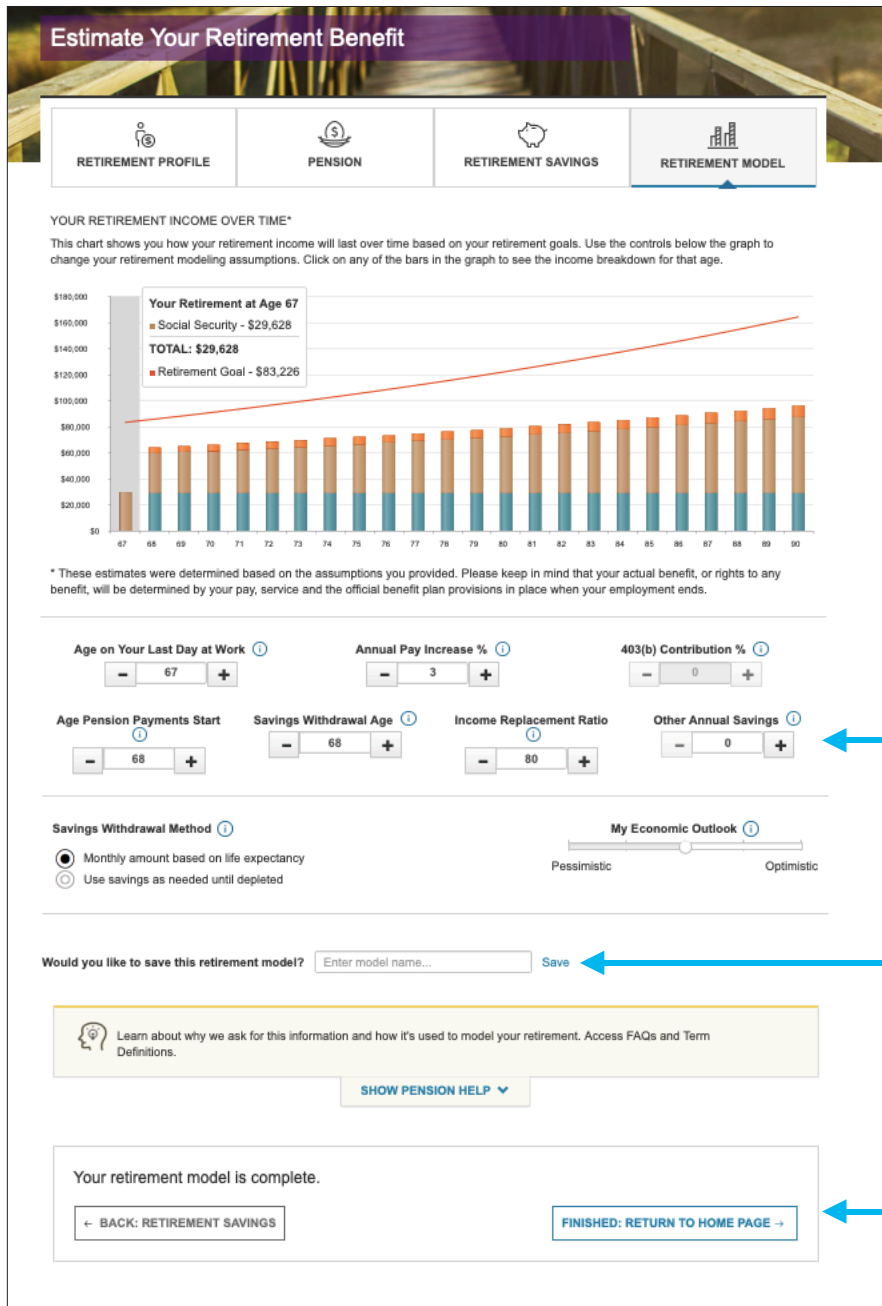 Estimate Your Retirement Benefit
RETIREMENT PROFILE
PENSION
RETIREMENT SAVINGS
RETIREMENT MODEL
YOUR RETIREMENT INCOME OVER TIME*
This chart shows you how your retirement income will last over time based on your retirement goals. Use the controls below the graph to
change your retirement modeling assumptions. Click on any of the bars in the graph to see the income breakdown for that age.
$180,000
$160,000
$140,000
$120,000
$100,000
$80,000
$60,000
$40,000
$20,000
$0
Your Retirement at Age 67
Social Security - $29,628
TOTAL: $29,628
Retirement Goal - $83,226
67 68 69 70 71 72 73 74 75 76 77 78 79 80 81 82 83 84 85 86 87 88 89 90
* These estimates were determined based on the assumptions you provided. Please keep in mind that your actual benefit, or rights to any
benefit, will be determined by your pay, service and the official benefit plan provisions in place when your employment ends.
Age on Your Last Day at Work i
- 67 +
Annual Pay Increase % i
- 3 +
403(b) Contribution % i
- 0 +
Age Pension Payments Start
i
- 68 +
Savings Withdrawal Age i
- 68 +
Income Replacement Ratio
i
- 80 +
Other Annual Savings i
- 0 +
Savings Withdrawal Method i
Monthly amount based on life expectancy
Use savings as needed until depleted
My Economic Outlook i
Pessimistic Optimistic
Would you like to save this retirement model? Enter model name... Save
Learn about why we ask for this information and how it's used to model your retirement. Access FAQs and Term
Definitions.
SHOW PENSION HELP
Your retirement model is complete.
← BACK: RETIREMENT SAVINGS
FINISHED: RETURN TO HOME PAGE →